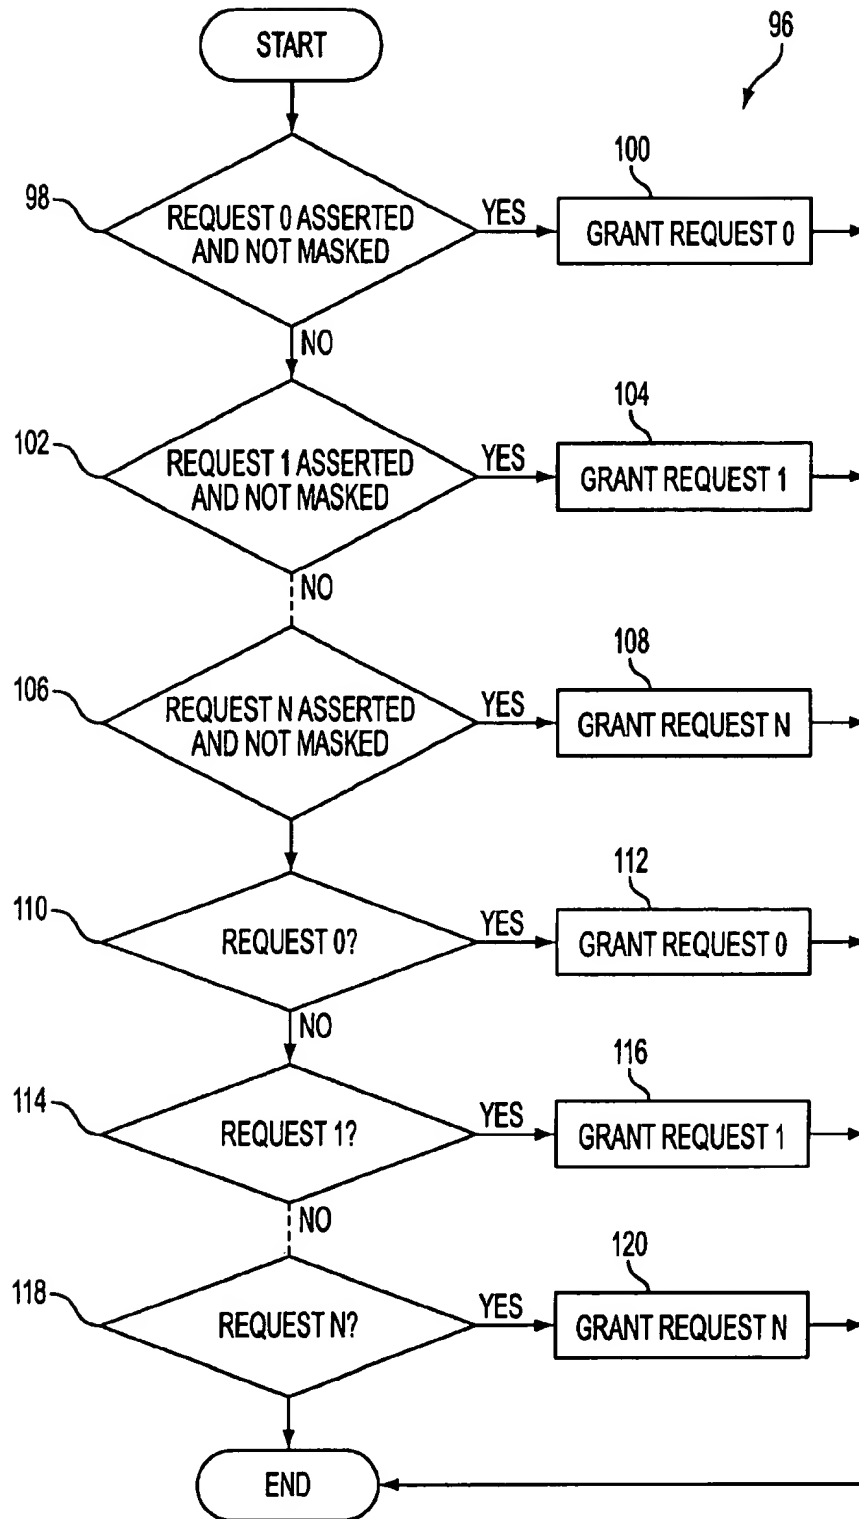 START
96
98
REQUEST 0 ASSERTED
AND NOT MASKED
YES
100
GRANT REQUEST 0
NO
102
REQUEST 1 ASSERTED
AND NOT MASKED
YES
104
GRANT REQUEST 1
NO
106
REQUEST N ASSERTED
AND NOT MASKED
YES
108
GRANT REQUEST N
110
REQUEST 0?
YES
112
GRANT REQUEST 0
NO
114
REQUEST 1?
YES
116
GRANT REQUEST 1
NO
118
REQUEST N?
YES
120
GRANT REQUEST N
END